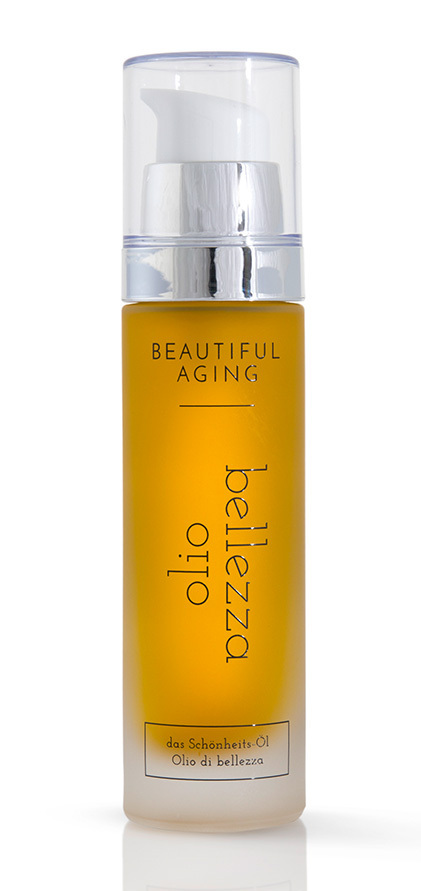 BEAUTIFUL
AGING
olio
bellezza
das Schönheits-Öl
Olio di bellezza